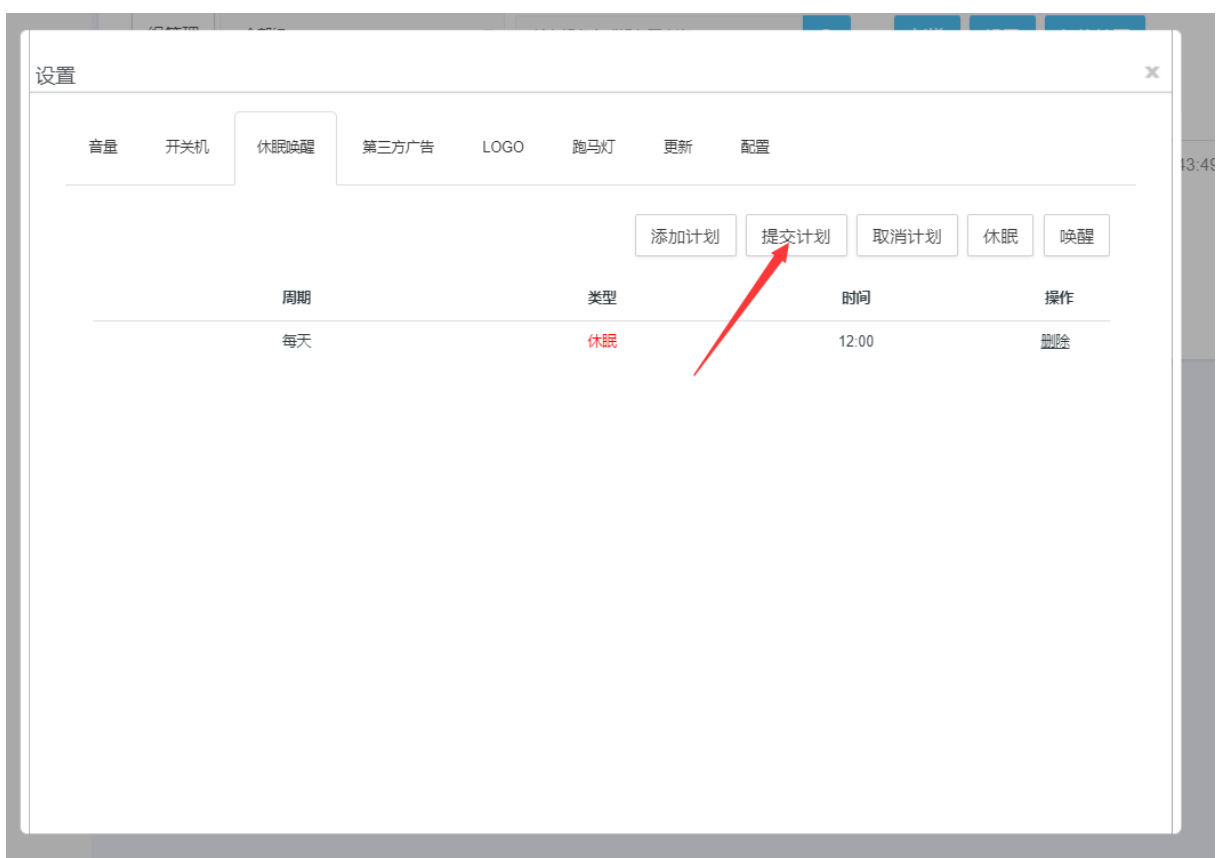 设置
×
音量 开关机 休眠唤醒 第三方广告 LOGO 跑马灯 更新 配置
43:49
添加计划 提交计划 取消计划 休眠 唤醒
周期 类型 时间 操作
每天 休眠 12:00 删除